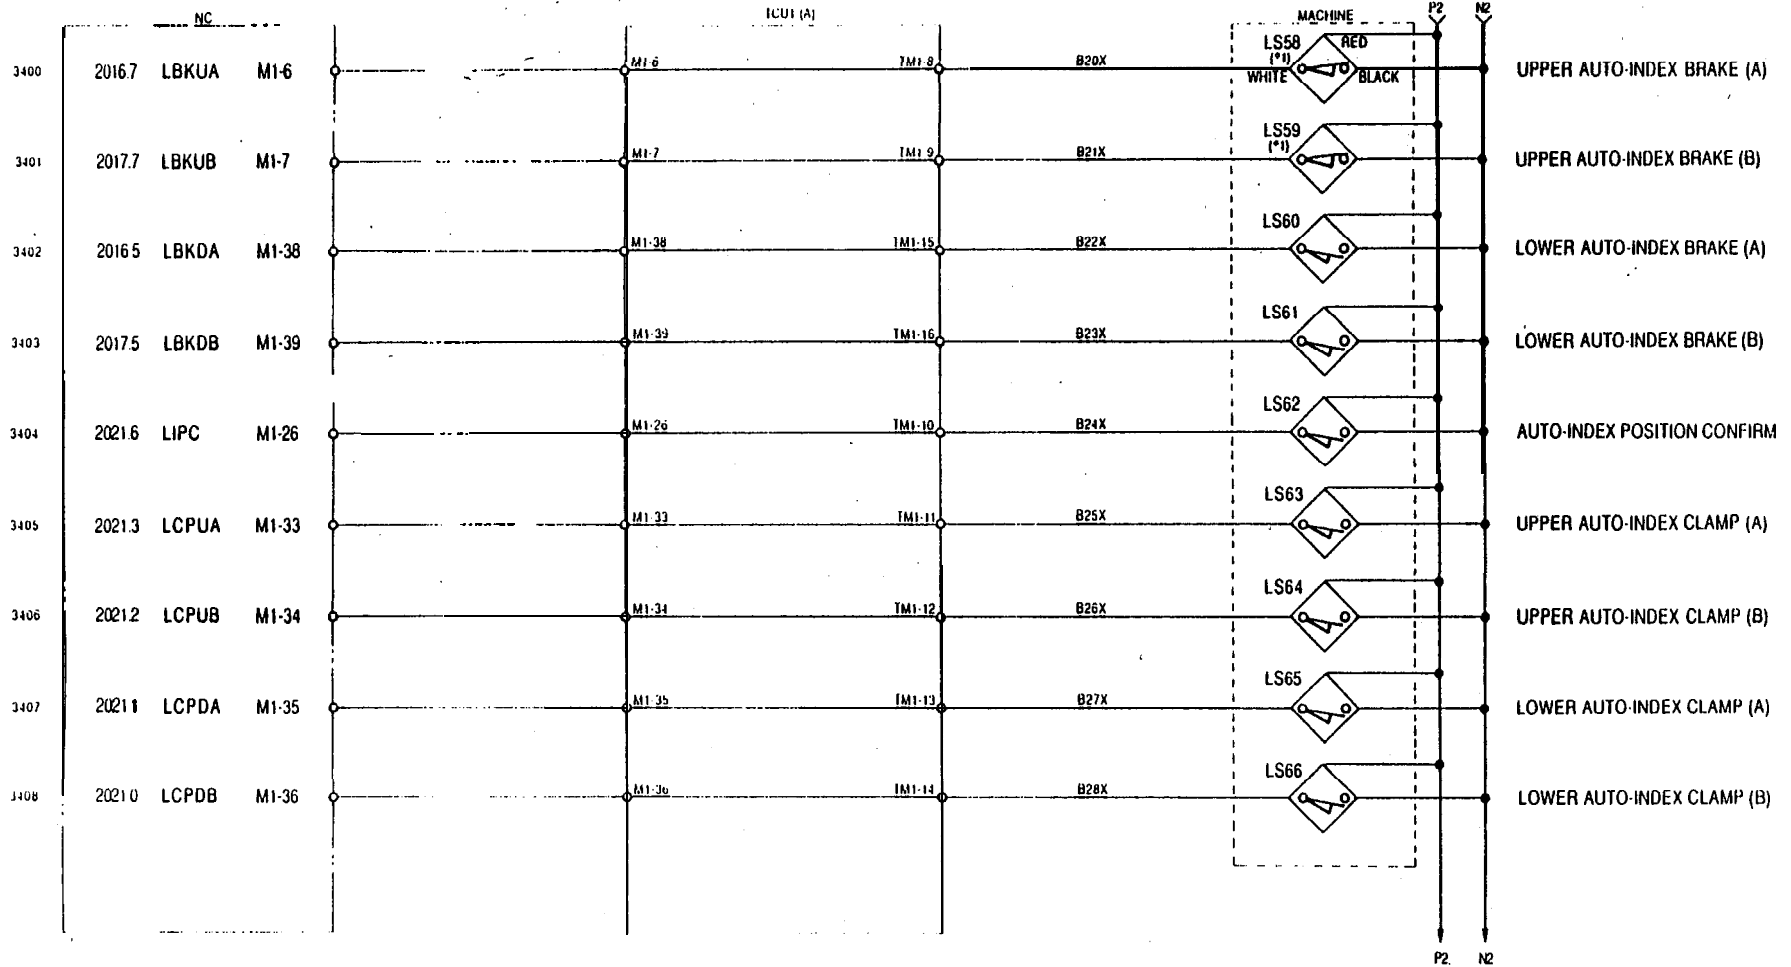 NC TCUT (A) MACHINE P2 N2
3400 2016.7 LBKUA M1-6 M1-6 TM1-8 B20X LS58 (*1) RED WHITE BLACK UPPER AUTO-INDEX BRAKE (A)
3401 2017.7 LBKUB M1-7 M1-7 TM1-9 B21X LS59 (*1) UPPER AUTO-INDEX BRAKE (B)
3402 2016.5 LBKDA M1-38 M1-38 TM1-15 B22X LS60 LOWER AUTO-INDEX BRAKE (A)
3403 2017.5 LBKDB M1-39 M1-39 TM1-16 B23X LS61 LOWER AUTO-INDEX BRAKE (B)
3404 2021.6 LIPC M1-26 M1-26 TM1-10 B24X LS62 AUTO-INDEX POSITION CONFIRM
3405 2021.3 LCPUA M1-33 M1-33 TM1-11 B25X LS63 UPPER AUTO-INDEX CLAMP (A)
3406 2021.2 LCPUB M1-34 M1-34 TM1-12 B26X LS64 UPPER AUTO-INDEX CLAMP (B)
3407 2021.1 LCPDA M1-35 M1-35 TM1-13 B27X LS65 LOWER AUTO-INDEX CLAMP (A)
3408 2021.0 LCPDB M1-36 M1-36 TM1-14 B28X LS66 LOWER AUTO-INDEX CLAMP (B)
P2 N2